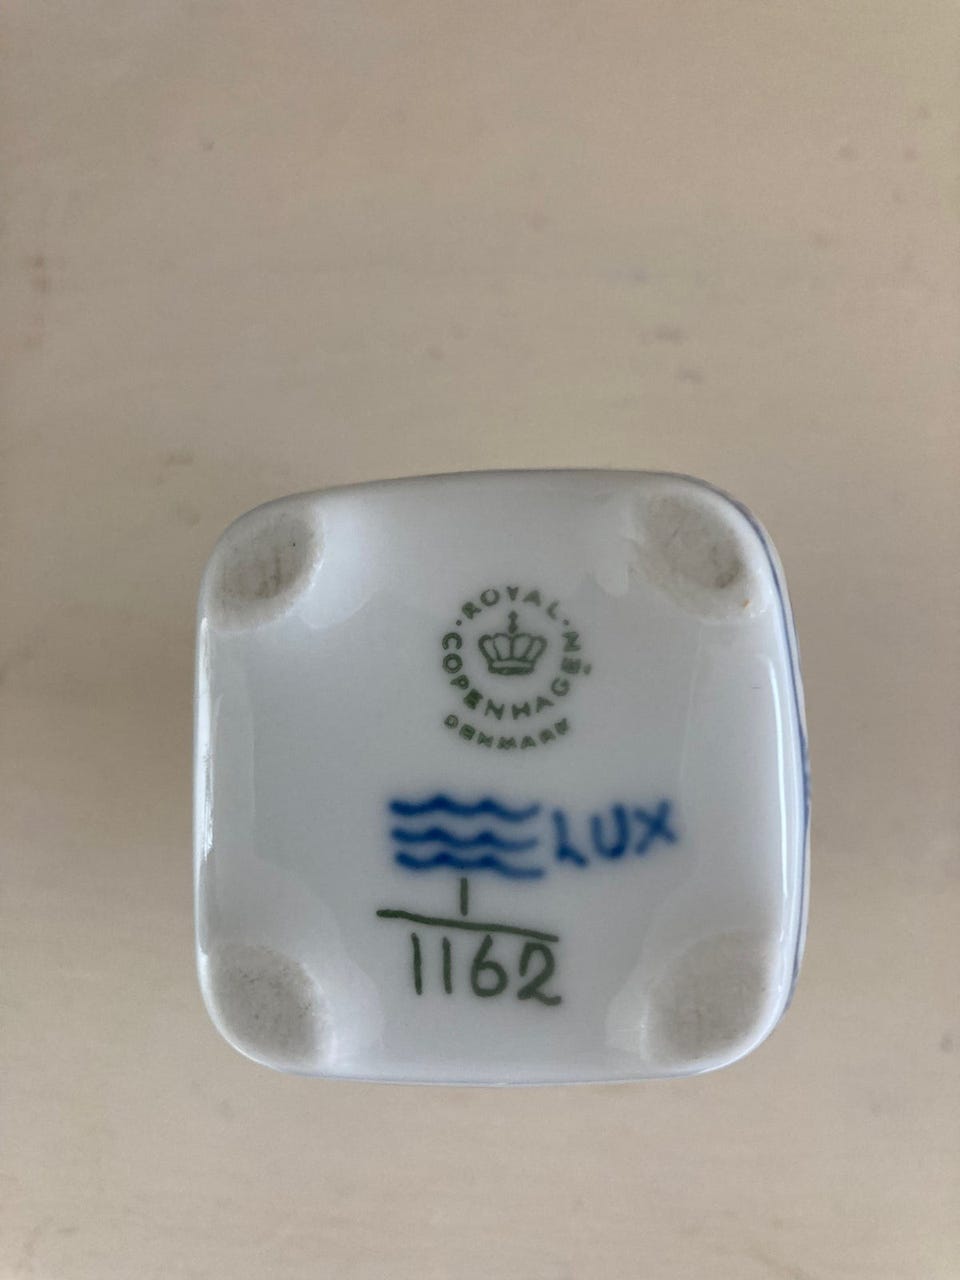 ROYAL
COPENHAGEN
DENMARK
LUX
1
1162